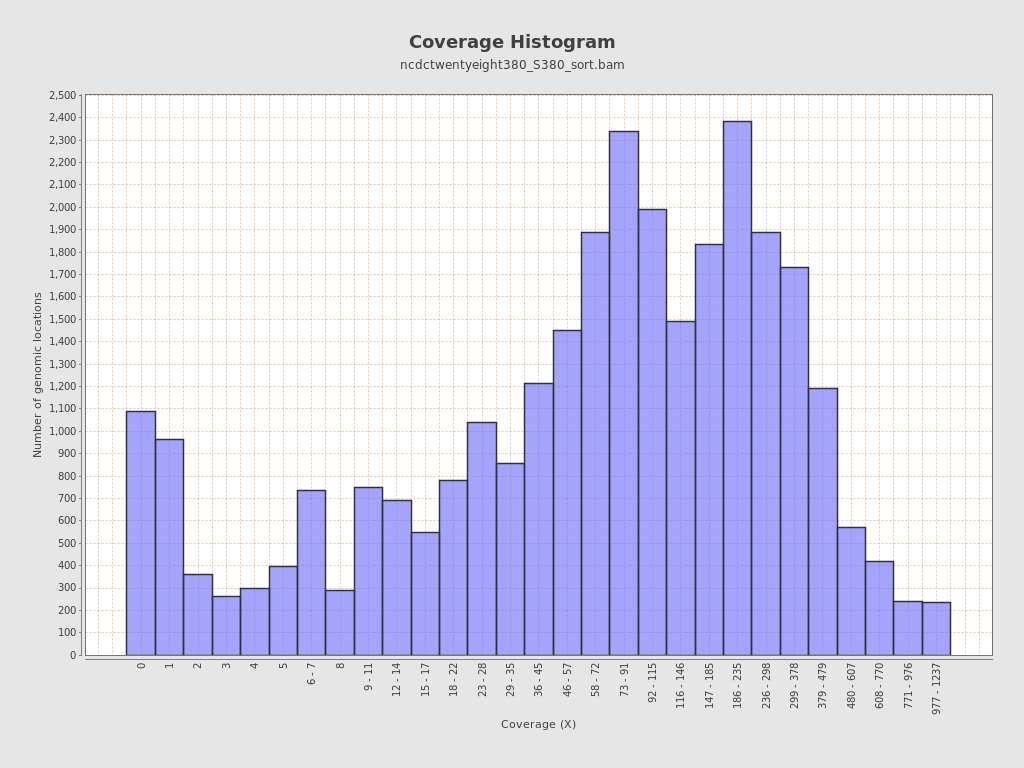 Coverage Histogram
ncdctwentyeight380_S380_sort.bam
Number of genomic locations
2,500
2,400
2,300
2,200
2,100
2,000
1,900
1,800
1,700
1,600
1,500
1,400
1,300
1,200
1,100
1,000
900
800
700
600
500
400
300
200
100
0
0
1
2
3
4
5
6 - 7
8
9 - 11
12 - 14
15 - 17
18 - 22
23 - 28
29 - 35
36 - 45
46 - 57
58 - 72
73 - 91
92 - 115
116 - 146
147 - 185
186 - 235
236 - 298
299 - 378
379 - 479
480 - 607
608 - 770
771 - 976
977 - 1237
Coverage (X)